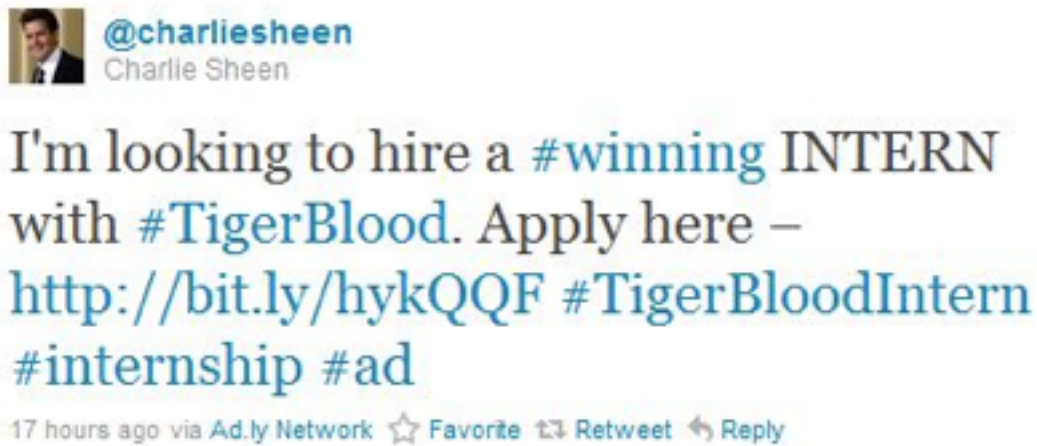 @charliesheen
Charlie Sheen
I'm looking to hire a #winning INTERN
with #TigerBlood. Apply here –
http://bit.ly/hykQQF #TigerBloodIntern
#internship #ad
17 hours ago via Ad.ly Network Favorite Retweet Reply